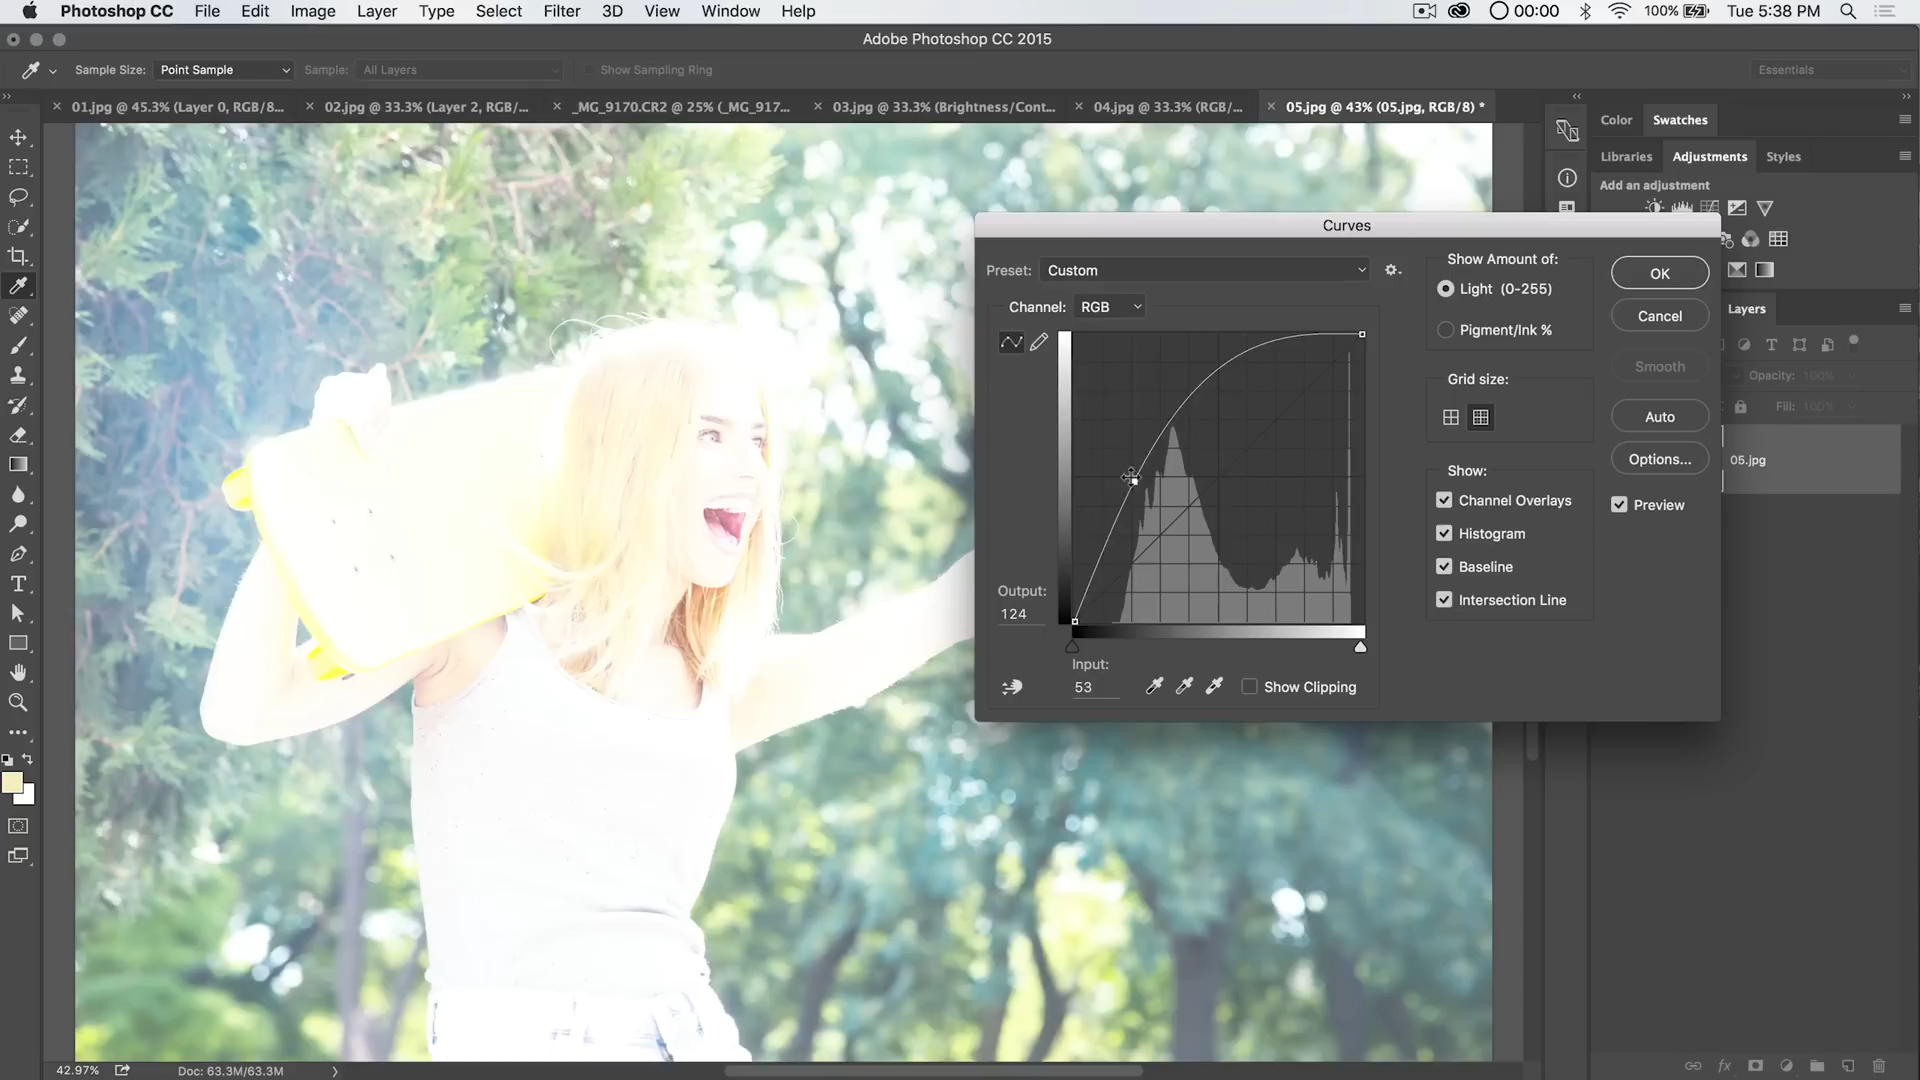 Photoshop CC File Edit Image Layer Type Select Filter 3D View Window Help 00:00 100% Tue 5:38 PM
Adobe Photoshop CC 2015
Sample Size: Point Sample Sample: All Layers Show Sampling Ring Essentials
01.jpg @ 45.3% (Layer 0, RGB/8... 02.jpg @ 33.3% (Layer 2, RGB/... _MG_9170.CR2 @ 25% (_MG_917... 03.jpg @ 33.3% (Brightness/Cont... 04.jpg @ 33.3% (RGB/... 05.jpg @ 43% (05.jpg, RGB/8) *
Color Swatches
Libraries Adjustments Styles
Add an adjustment
Curves
Preset: Custom
Channel: RGB
Output:
124
Input:
53
Show Clipping
Show Amount of:
Light (0-255)
Pigment/Ink %
Grid size:
Show:
Channel Overlays
Histogram
Baseline
Intersection Line
OK
Cancel
Smooth
Auto
Options...
Preview
Layers
Opacity: 100%
Fill: 100%
05.jpg
42.97% Doc: 63.3M/63.3M